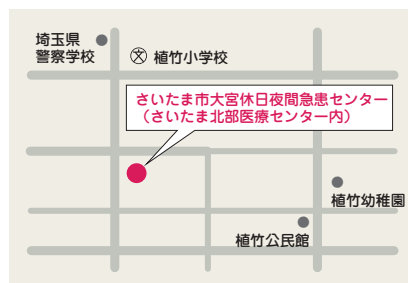 埼玉県
警察学校
植竹小学校
さいたま市大宮休日夜間急患センター
（さいたま北部医療センター内）
植竹幼稚園
植竹公民館